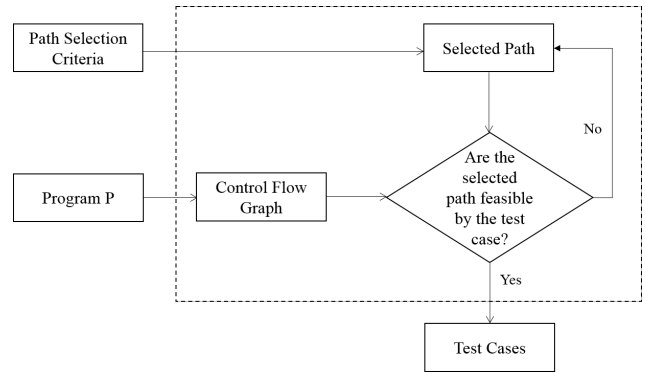 Path Selection
Criteria
Selected Path
No
Program P
Control Flow
Graph
Are the
selected
path feasible
by the test
case?
Yes
Test Cases